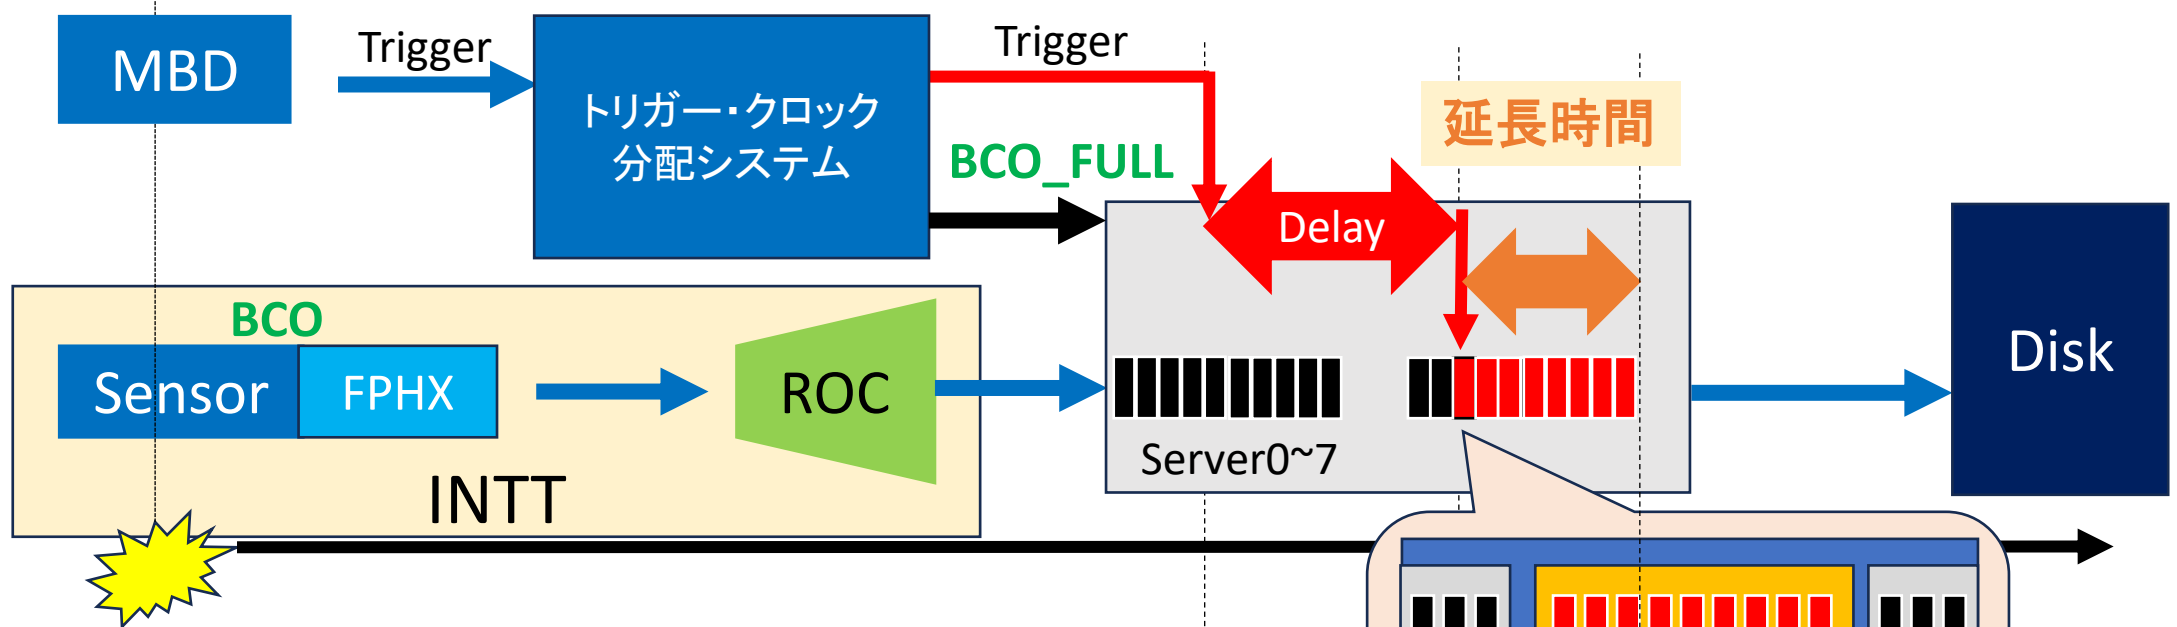 MBD
Trigger
トリガー・クロック
分配システム
Trigger
BCO_FULL
延長時間
Delay
BCO
Sensor
FPHX
ROC
INTT
Server0~7
Disk